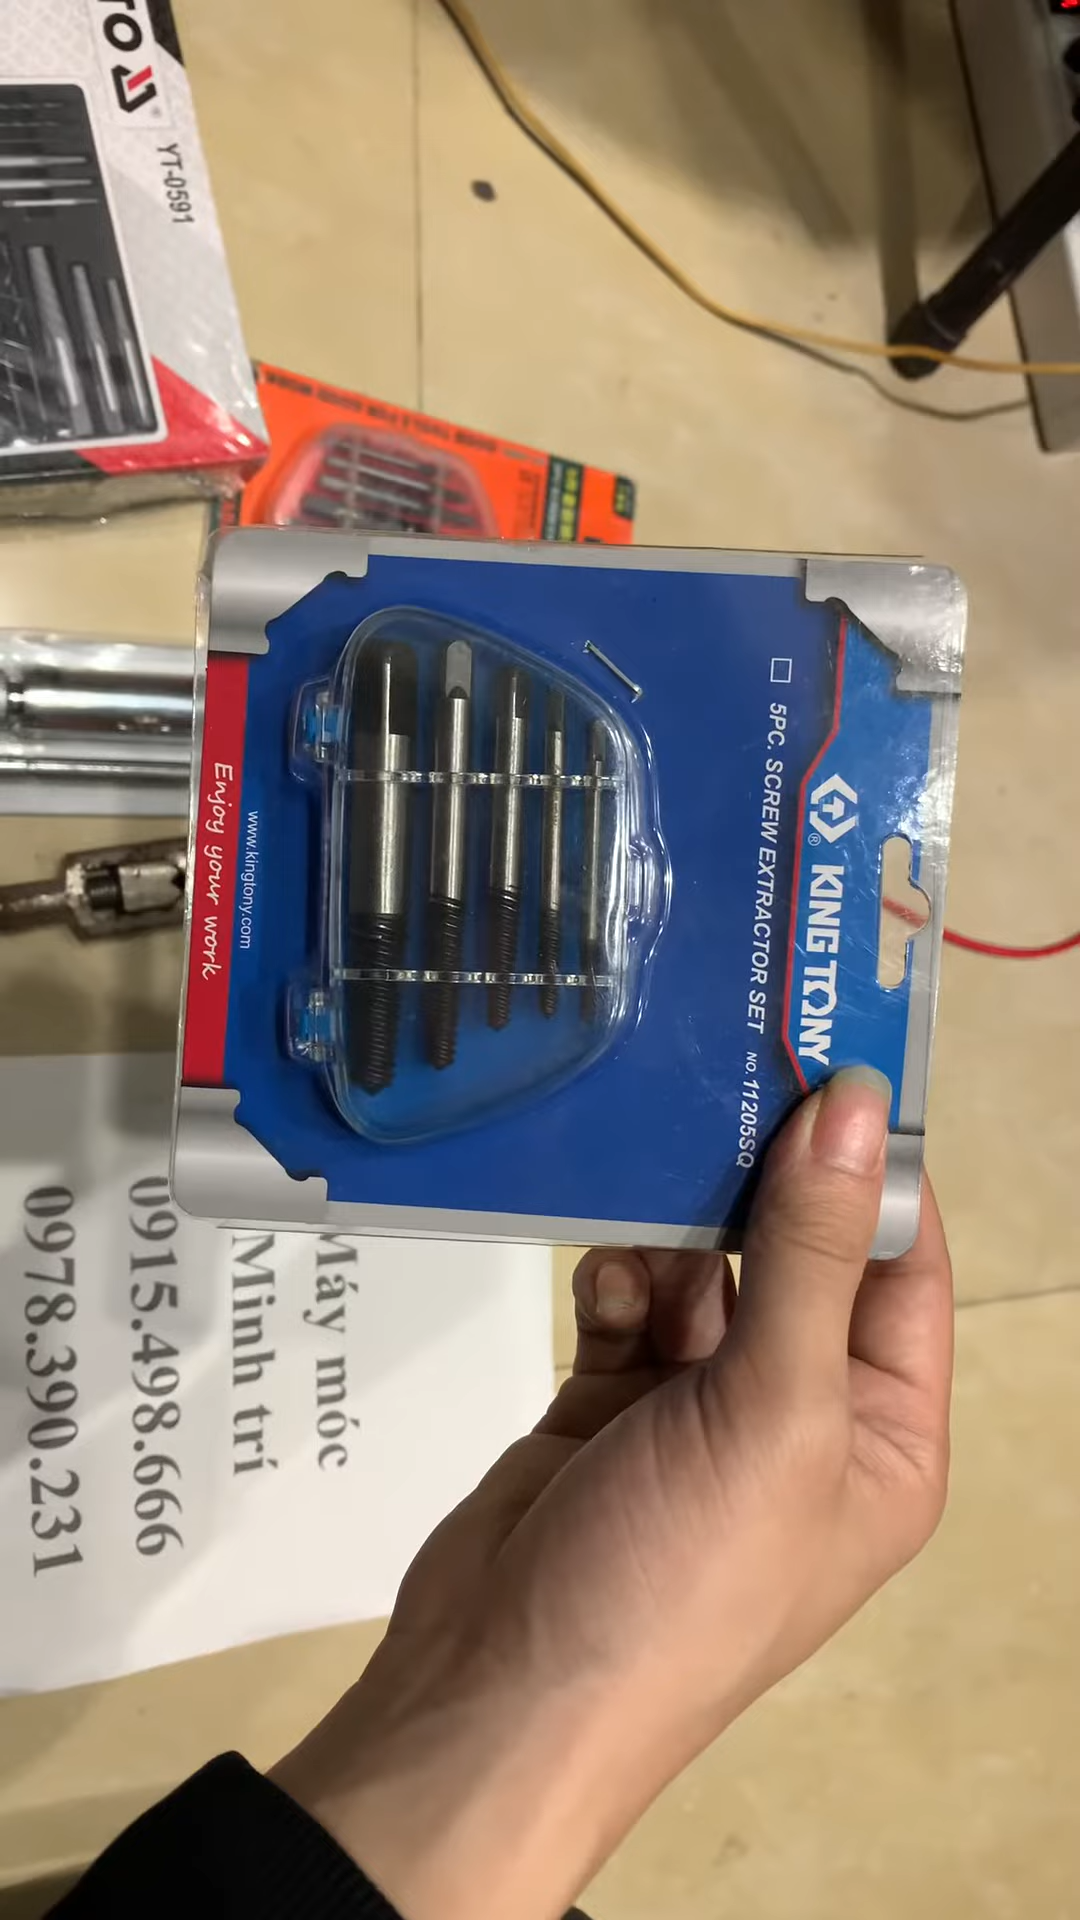 KING TONY
5PC. SCREW EXTRACTOR SET NO.11205SQ
www.kingtony.com
Enjoy your work
YT-0591
Máy móc
Minh trí
0915.498.666
0978.390.231